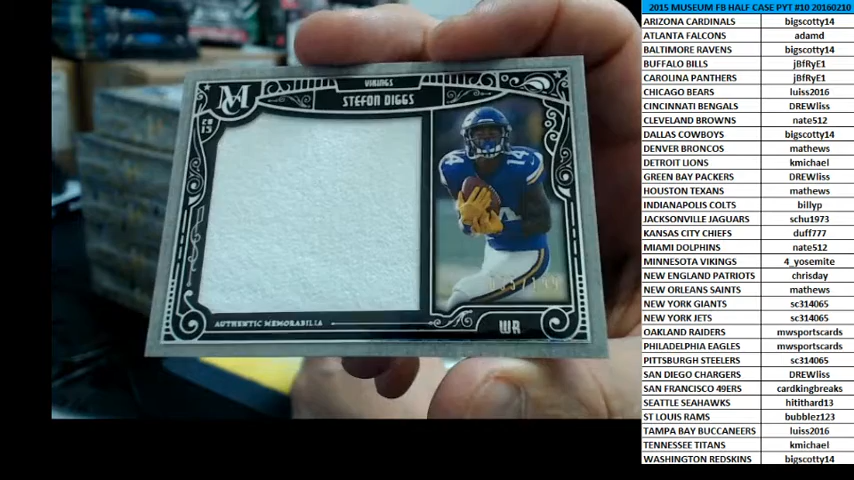 2015 MUSEUM FB HALF CASE PYT #10 20160210
ARIZONA CARDINALS bigscotty14
ATLANTA FALCONS adamd
BALTIMORE RAVENS bigscotty14
BUFFALO BILLS jBfRyE1
CAROLINA PANTHERS jBfRyE1
CHICAGO BEARS luiss2016
CINCINNATI BENGALS DREWliss
CLEVELAND BROWNS nate512
DALLAS COWBOYS bigscotty14
DENVER BRONCOS mathews
DETROIT LIONS kmichael
GREEN BAY PACKERS DREWliss
HOUSTON TEXANS mathews
INDIANAPOLIS COLTS billyp
JACKSONVILLE JAGUARS schu1973
KANSAS CITY CHIEFS duff777
MIAMI DOLPHINS nate512
MINNESOTA VIKINGS 4_yosemite
NEW ENGLAND PATRIOTS chrisday
NEW ORLEANS SAINTS mathews
NEW YORK GIANTS sc314065
NEW YORK JETS sc314065
OAKLAND RAIDERS mwsportscards
PHILADELPHIA EAGLES mwsportscards
PITTSBURGH STEELERS sc314065
SAN DIEGO CHARGERS DREWliss
SAN FRANCISCO 49ERS cardkingbreaks
SEATTLE SEAHAWKS hitithard13
ST LOUIS RAMS bubblez123
TAMPA BAY BUCCANEERS luiss2016
TENNESSEE TITANS kmichael
WASHINGTON REDSKINS bigscotty14
VIKINGS
M
STEFON DIGGS
2015
14 14
AUTHENTIC MEMORABILIA
WR